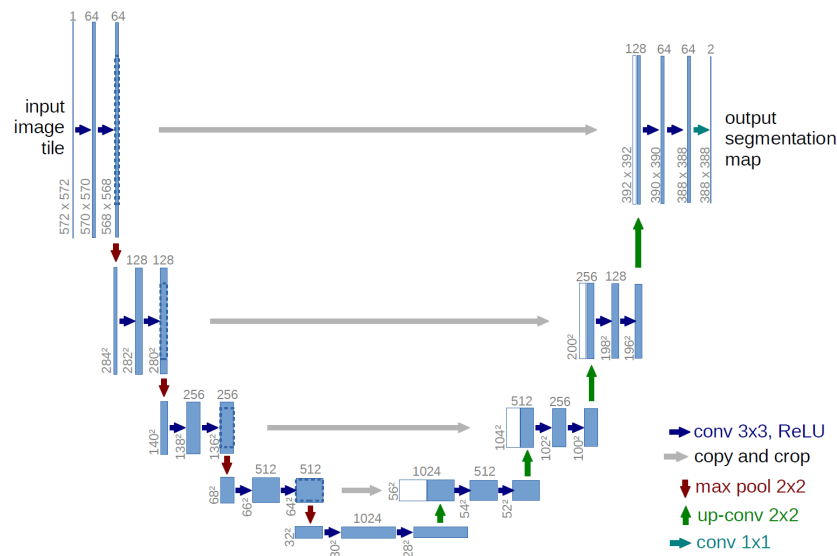 1 64 64
128 64 64 2
input
image
tile
output
segmentation
map
572 x 572
570 x 570
568 x 568
392 x 392
390 x 390
388 x 388
388 x 388
128 128
256 128
284²
282²
280²
200²
198²
196²
256 256
512 256
140²
138²
136²
104²
102²
100²
512 512
1024 512
68²
66²
64²
56²
54²
52²
1024
32²
30²
28²
conv 3x3, ReLU
copy and crop
max pool 2x2
up-conv 2x2
conv 1x1